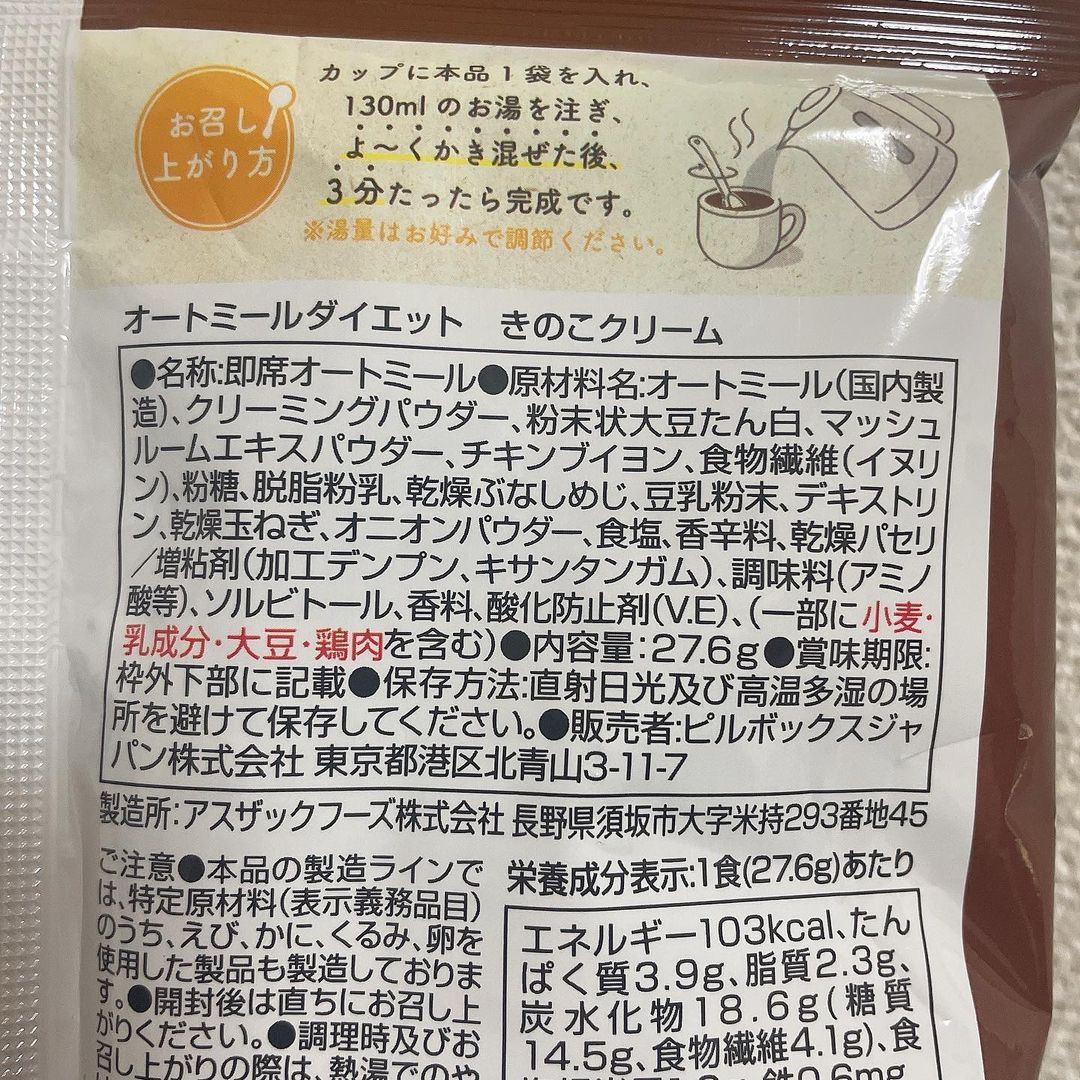 お召し
上がり方
カップに本品1袋を入れ、
130mlのお湯を注ぎ、
よ〜くかき混ぜた後、
3分たったら完成です。
※湯量はお好みで調節ください。
オートミールダイエット きのこクリーム
●名称:即席オートミール●原材料名:オートミール(国内製
造)、クリーミングパウダー、粉末状大豆たん白、マッシュ
ルームエキスパウダー、チキンブイヨン、食物繊維(イヌリ
ン)、粉糖、脱脂粉乳、乾燥ぶなしめじ、豆乳粉末、デキストリ
ン、乾燥玉ねぎ、オニオンパウダー、食塩、香辛料、乾燥パセリ
/増粘剤(加工デンプン、キサンタンガム)、調味料(アミノ
酸等)、ソルビトール、香料、酸化防止剤(V.E)、(一部に小麦・
乳成分・大豆・鶏肉を含む)●内容量:27.6g●賞味期限:
枠外下部に記載●保存方法:直射日光及び高温多湿の場
所を避けて保存してください。●販売者:ピルボックスジャ
パン株式会社 東京都港区北青山3-11-7
製造所:アスザックフーズ株式会社 長野県須坂市大字米持293番地45
ご注意●本品の製造ラインで
は、特定原材料(表示義務品目)
のうち、えび、かに、くるみ、卵を
使用した製品も製造しておりま
す。●開封後は直ちにお召し上
がりください。●調理時及びお
召し上がりの際は、熱湯でのや
栄養成分表示:1食(27.6g)あたり
エネルギー103kcal、たん
ぱく質3.9g、脂質2.3g、
炭水化物18.6g(糖質
14.5g、食物繊維4.1g)、食